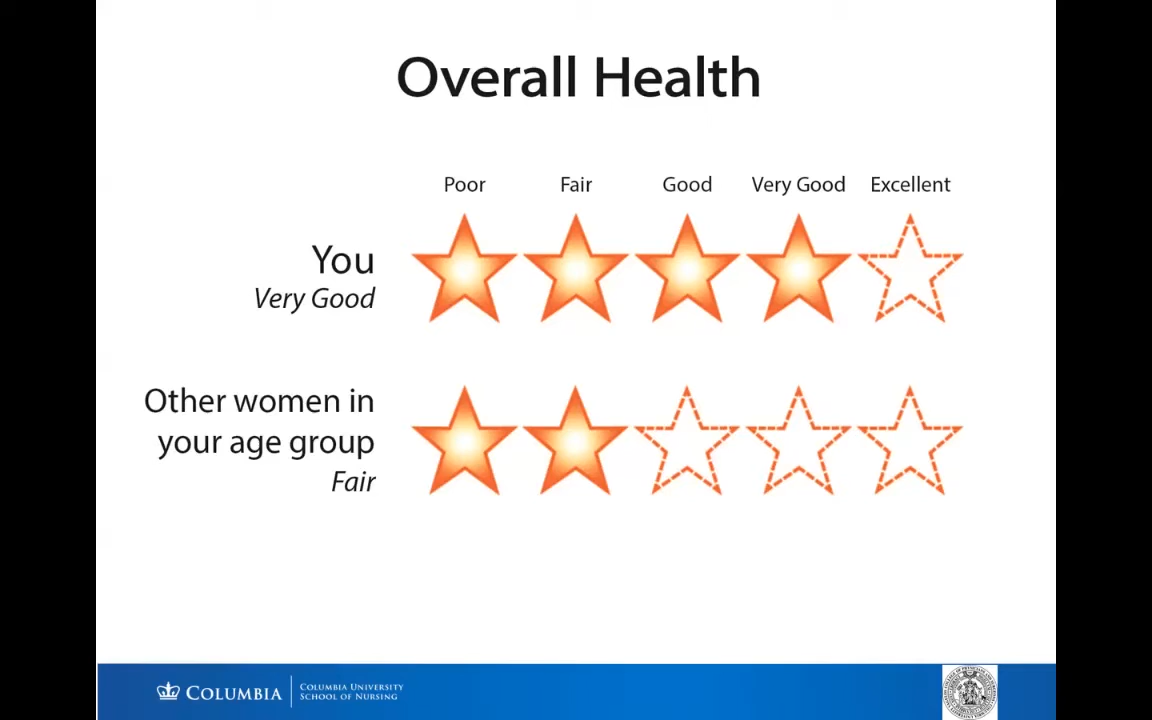 Overall Health
Poor Fair Good Very Good Excellent
You
Very Good
Other women in
your age group
Fair
COLUMBIA
COLUMBIA UNIVERSITY
SCHOOL OF NURSING